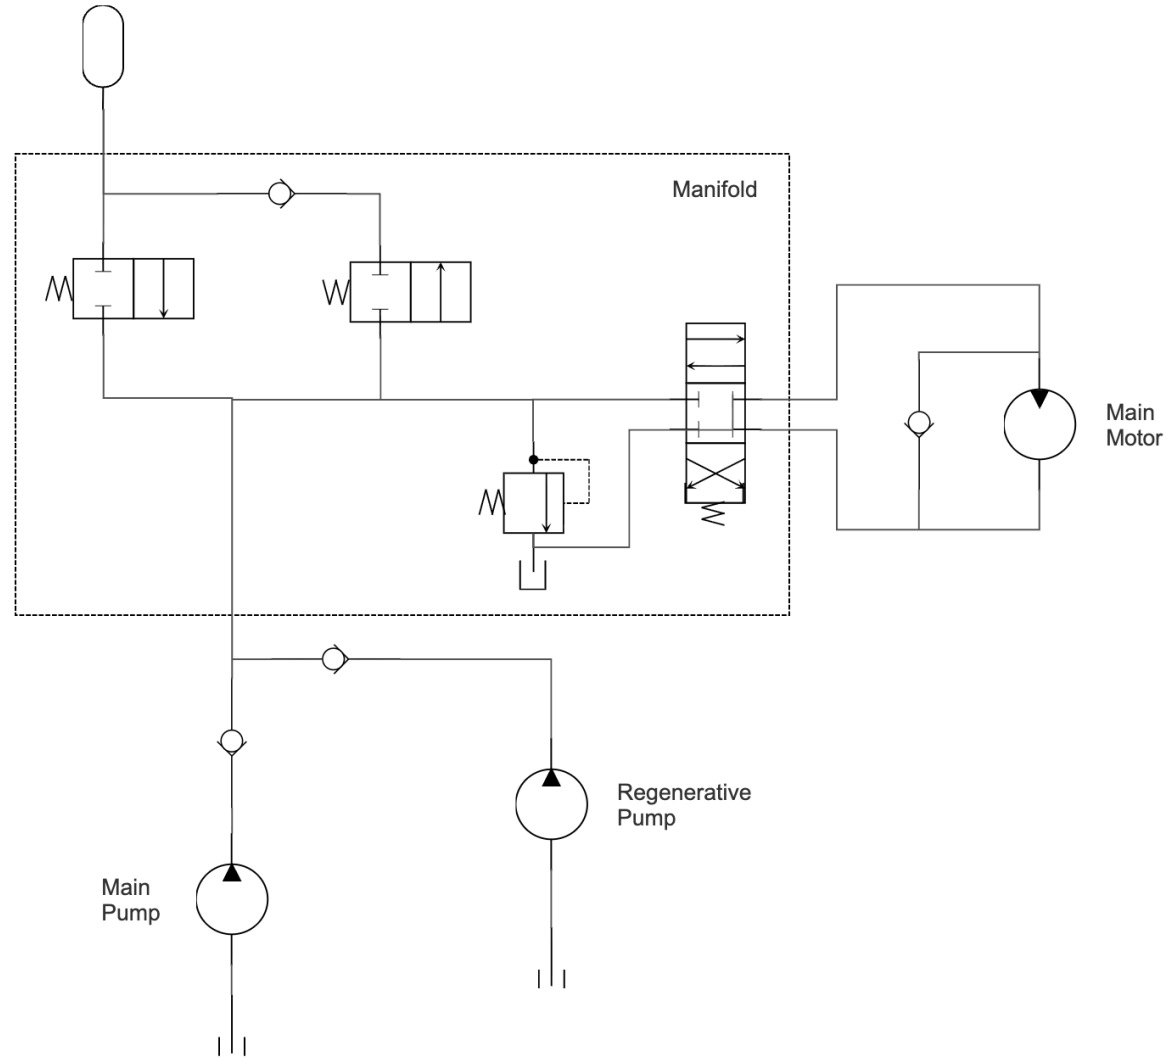 Manifold
Main
Motor
Regenerative
Pump
Main
Pump